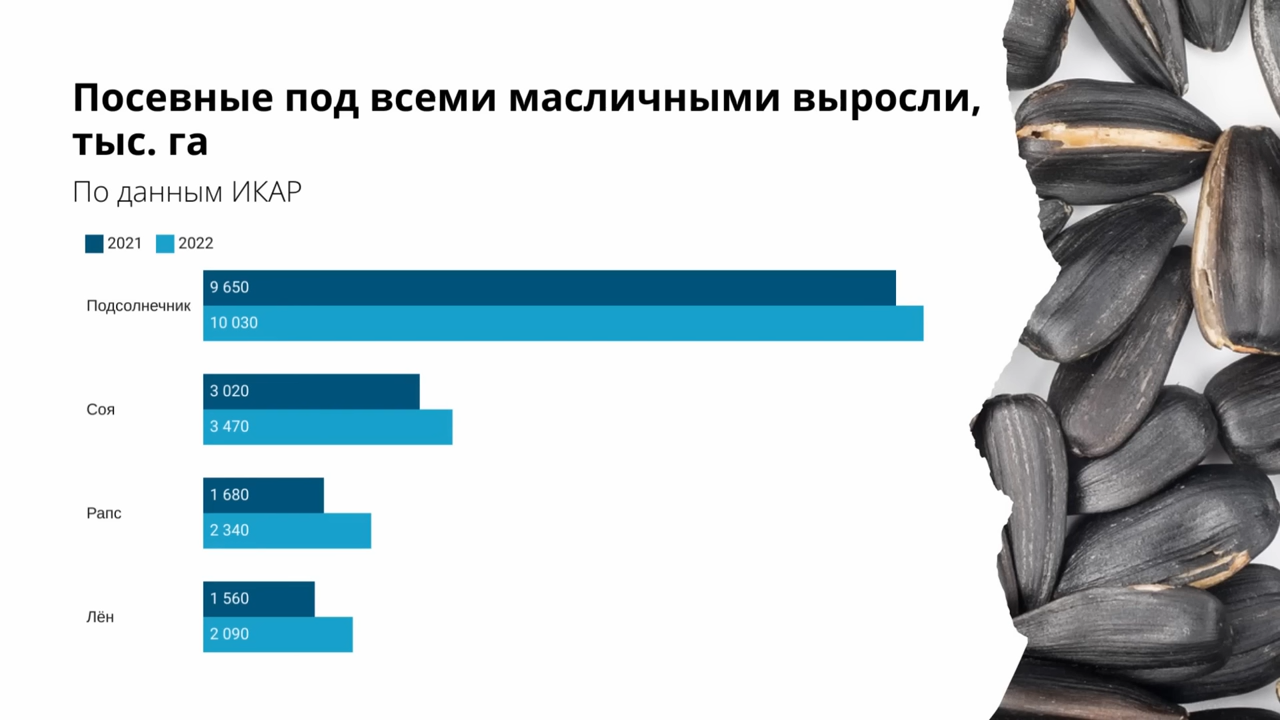 Посевные под всеми масличными выросли,
тыс. га
По данным ИКАР
2021 2022
Подсолнечник
9 650
10 030
Соя
3 020
3 470
Рапс
1 680
2 340
Лён
1 560
2 090